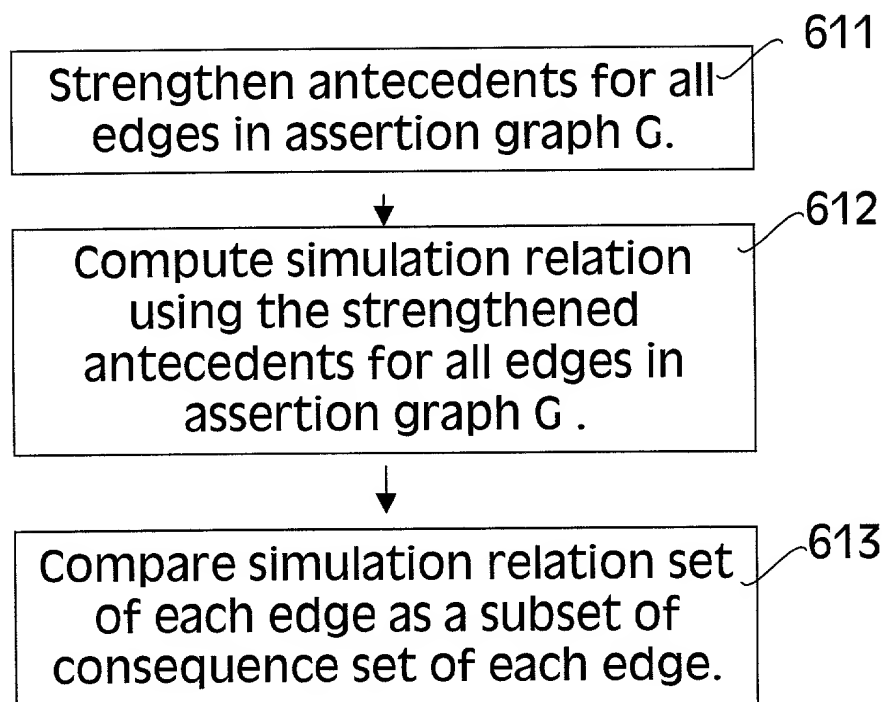 611
Strengthen antecedents for all
edges in assertion graph G.
612
Compute simulation relation
using the strengthened
antecedents for all edges in
assertion graph G .
613
Compare simulation relation set
of each edge as a subset of
consequence set of each edge.